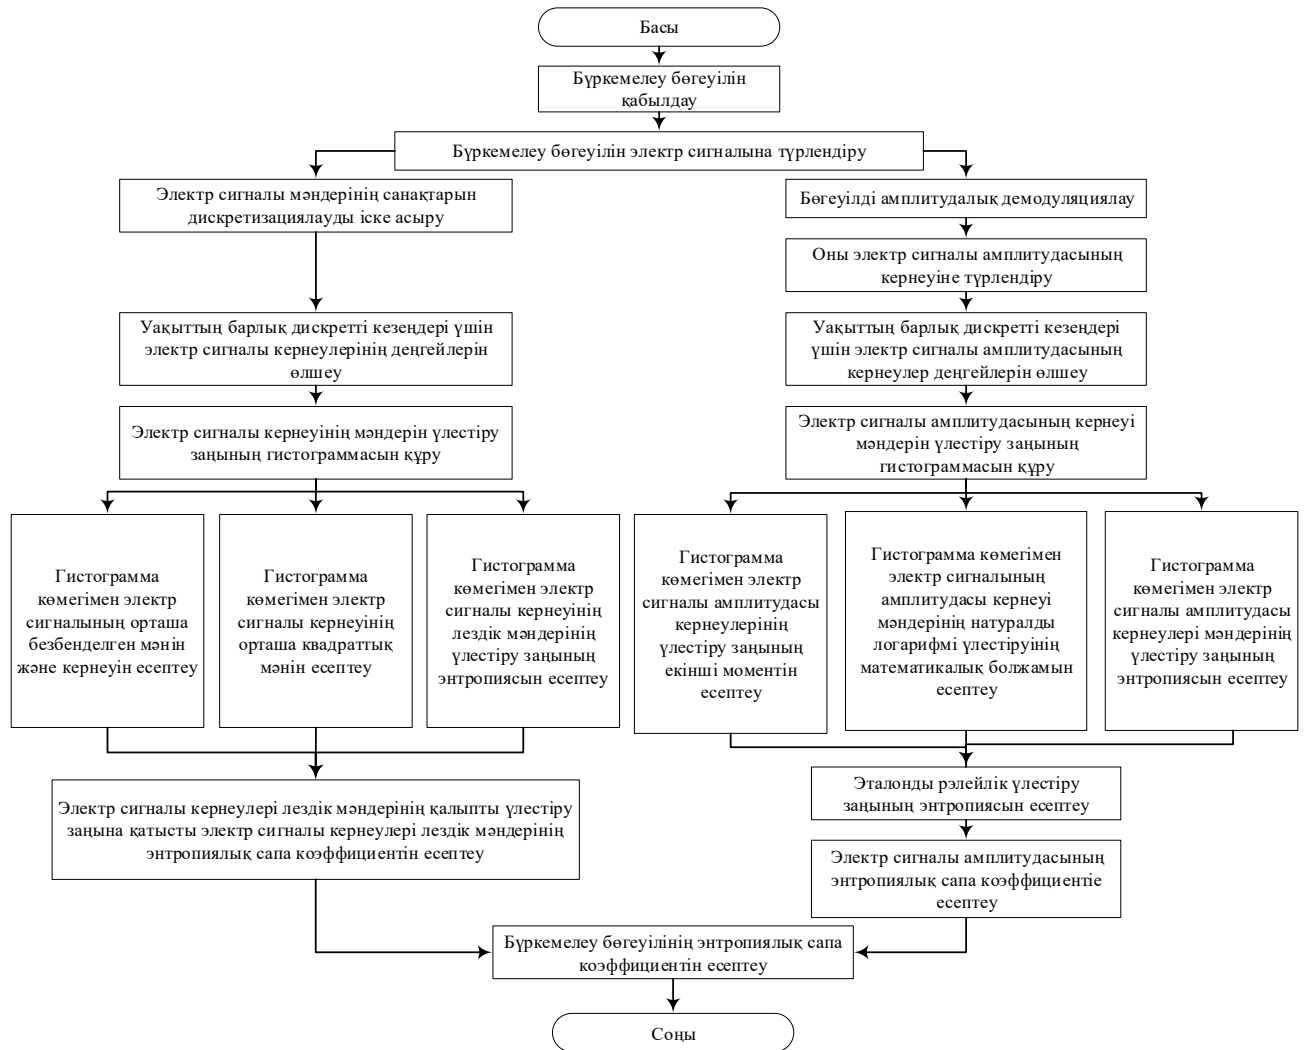 Басы
Бүркемелеу бөгеуілін
қабылдау
Бүркемелеу бөгеуілін электр сигналына түрлендіру
Электр сигналы мәндерінің санақтарын
дискретизациялауды іске асыру
Бөгеуілді амплитудалық демодуляциялау
Оны электр сигналы амплитудасының
кернеуіне түрлендіру
Уақыттың барлық дискретті кезеңдері үшін
электр сигналы кернеулерінің деңгейлерін
өлшеу
Уақыттың барлық дискретті кезеңдері
үшін электр сигналы амплитудасының
кернеулер деңгейлерін өлшеу
Электр сигналы кернеуінің мәндерін үлестіру
заңының гистограммасын құру
Электр сигналы амплитудасының кернеуі
мәндерін үлестіру заңының
гистограммасын құру
Гистограмма
көмегімен электр
сигналының орташа
безбенделген мәнін
және кернеуін есептеу
Гистограмма
көмегімен электр
сигналы кернеуінің
орташа квадраттық
мәнін есептеу
Гистограмма
көмегімен электр
сигналы кернеуінің
лездік мәндерінің
үлестіру заңының
энтропиясын есептеу
Гистограмма
көмегімен электр
сигналы амплитудасы
кернеулерінің
үлестіру заңының
екінші моментін
есептеу
Гистограмма көмегімен
электр сигналының
амплитудасы кернеуі
мәндерінің натуралды
логарифмі үлестіруінің
математикалық болжамын
есептеу
Гистограмма
көмегімен электр
сигналы амплитудасы
кернеулері мәндерінің
үлестіру заңының
энтропиясын есептеу
Электр сигналы кернеулері лездік мәндерінің қалыпты үлестіру
заңына қатысты электр сигналы кернеулері лездік мәндерінің
энтропиялық сапа коэффициентін есептеу
Эталонды рэлейлік үлестіру
заңының энтропиясын есептеу
Электр сигналы амплитудасының
энтропиялық сапа коэффициентіе
есептеу
Бүркемелеу бөгеуілінің энтропиялық сапа
коэффициентін есептеу
Соңы